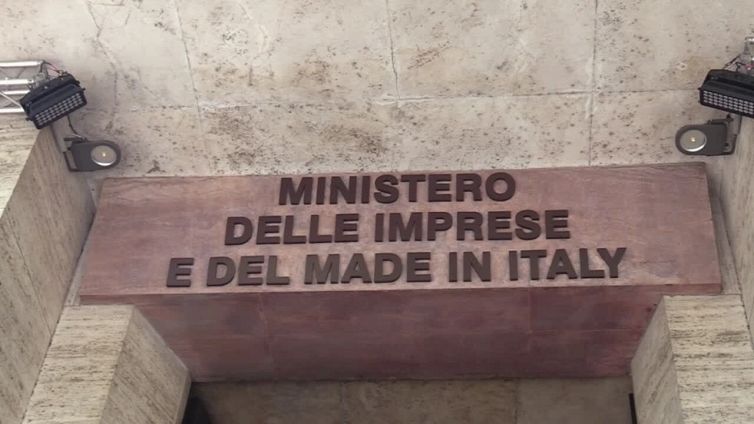 MINISTERO
DELLE IMPRESE
E DEL MADE IN ITALY